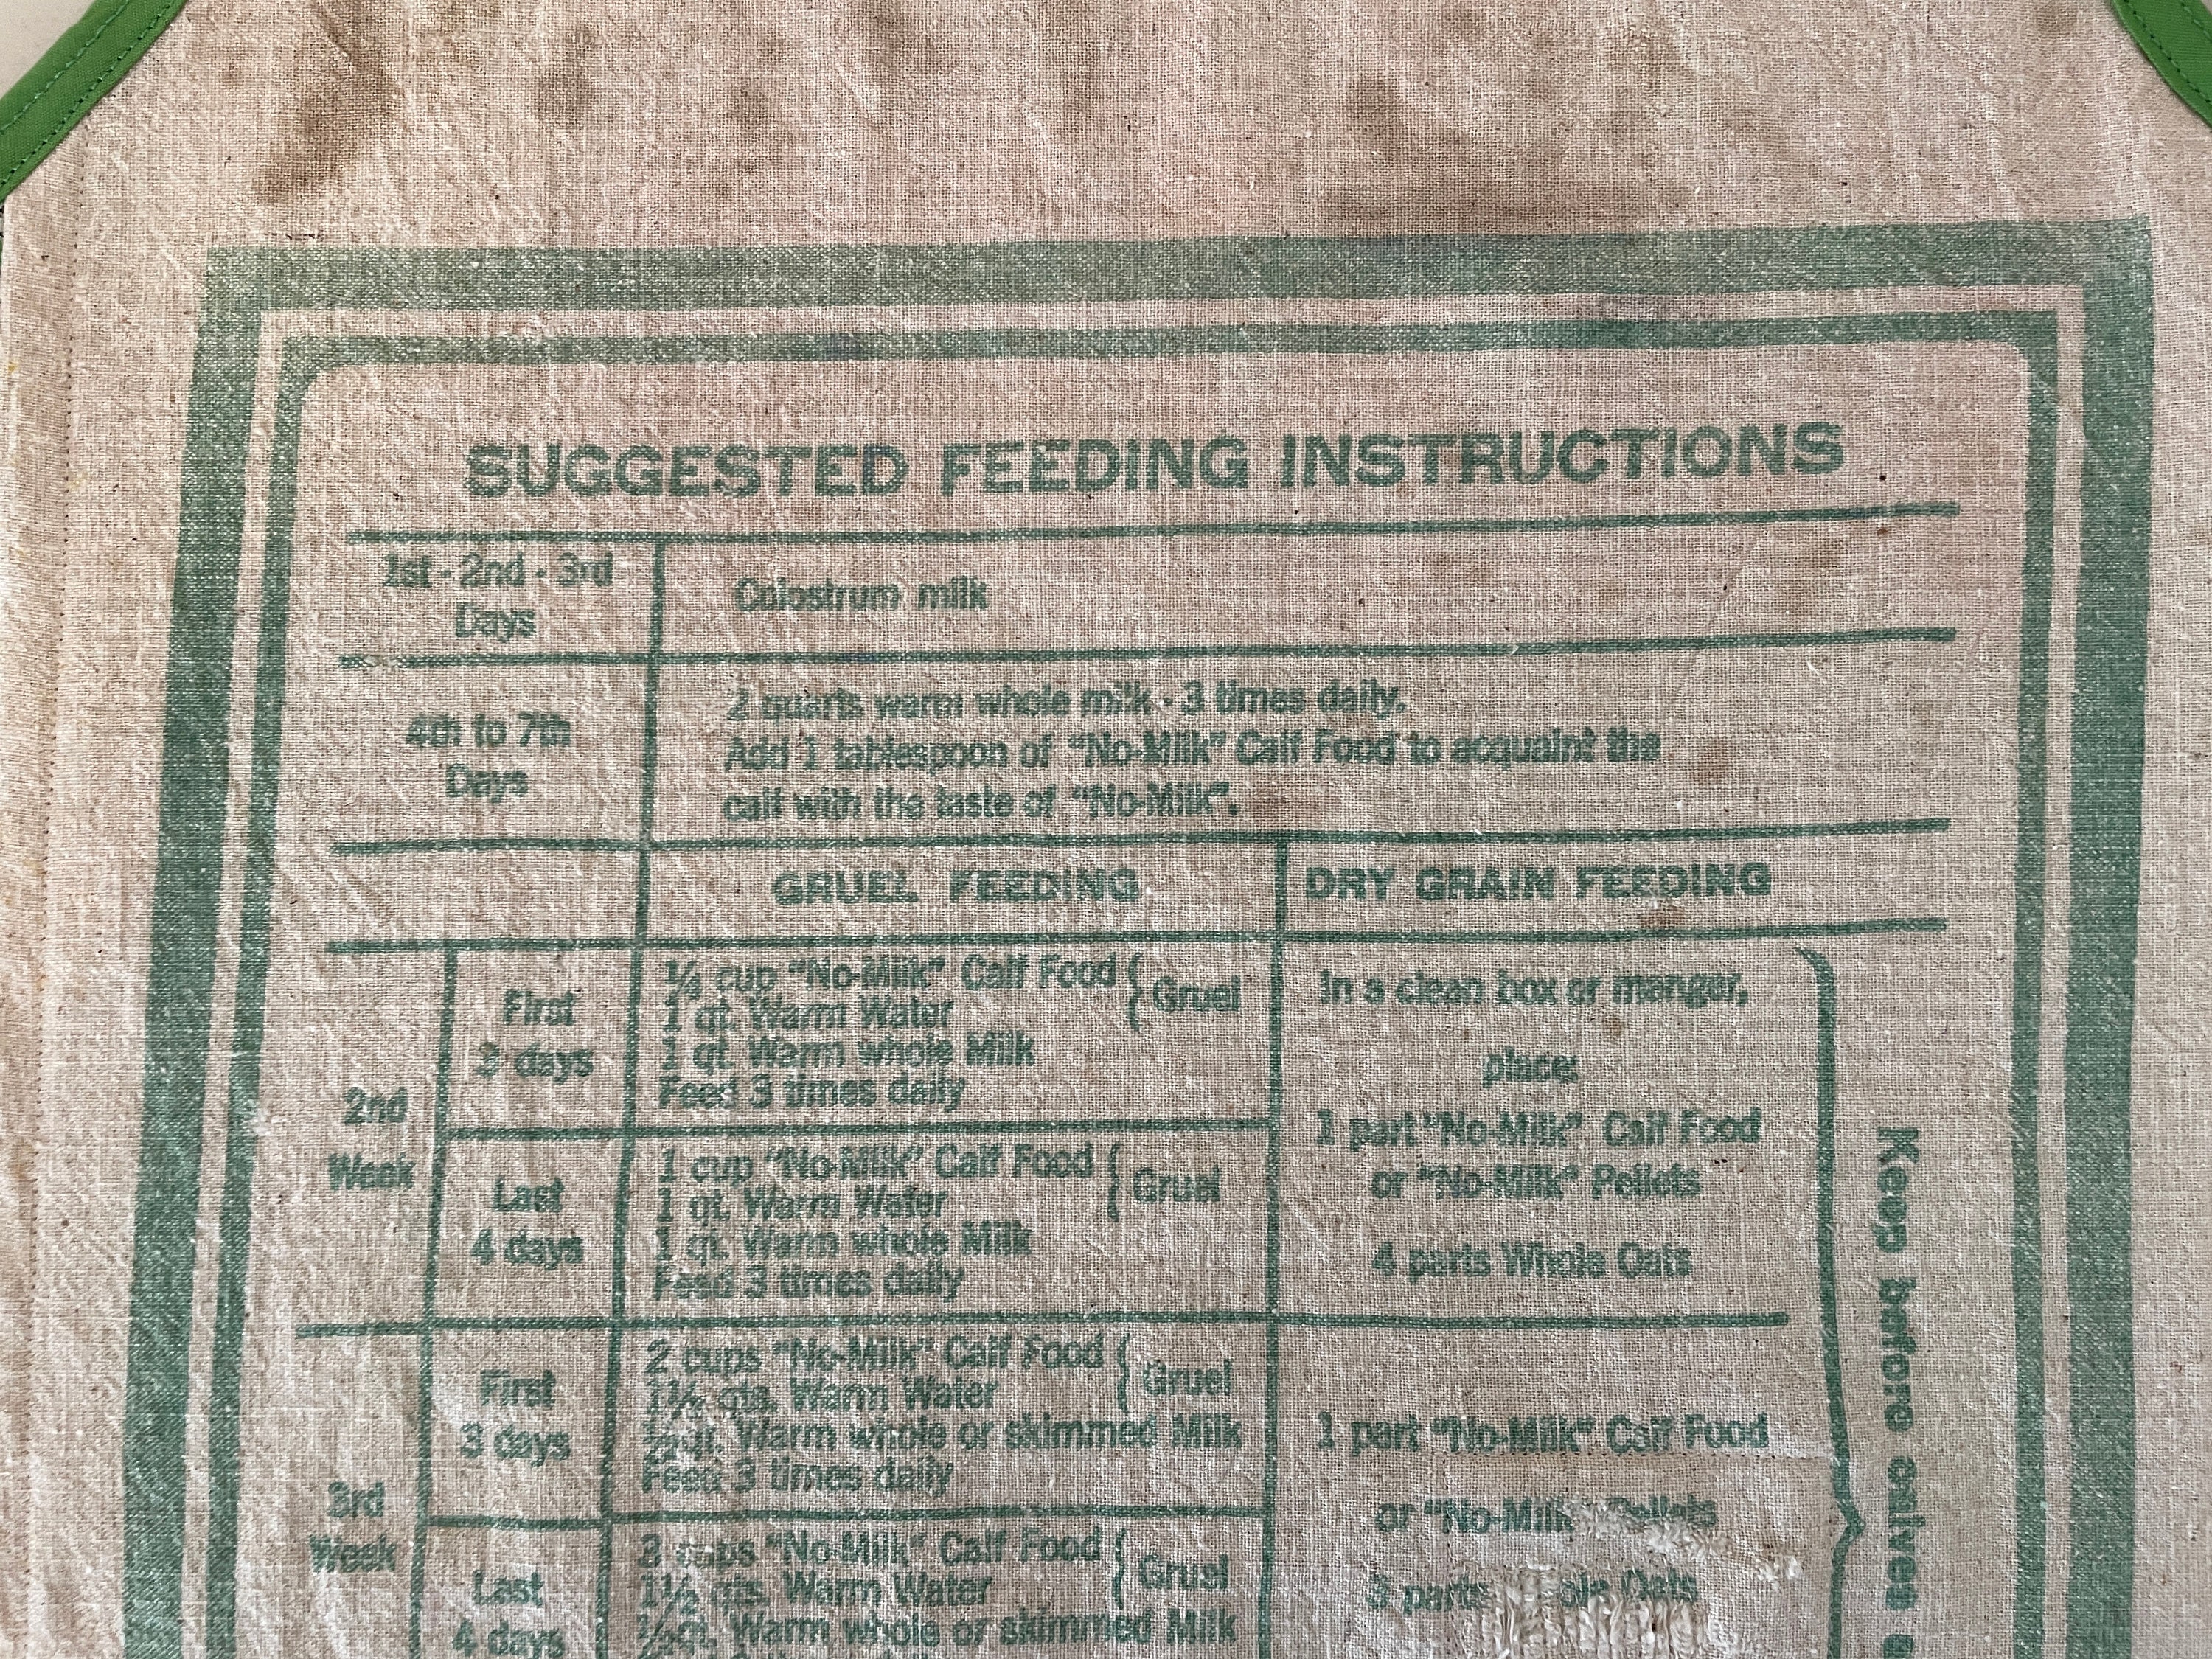 SUGGESTED FEEDING INSTRUCTIONS
1st - 2nd - 3rd
Days
Colostrum milk
4th to 7th
Days
2 quarts warm whole milk - 3 times daily.
Add 1 tablespoon of "No-Milk" Calf Food to acquaint the
calf with the taste of "No-Milk".
GRUEL FEEDING
DRY GRAIN FEEDING
2nd
Week
First
3 days
cup "No-Milk" Calf Food { Gruel
1 qt. Warm Water
1 qt. Warm whole Milk
Feed 3 times daily
Last
4 days
1 cup "No-Milk" Calf Food { Gruel
1 qt. Warm Water
1 qt. Warm whole Milk
Feed 3 times daily
In a clean box or manger,
place:
1 part "No-Milk" Calf Food
or "No-Milk" Pellets
4 parts Whole Oats
3rd
Week
First
3 days
2 cups "No-Milk" Calf Food { Gruel
1½ qts. Warm Water
½ qt. Warm whole or skimmed Milk
Feed 3 times daily
Last
4 days
cups "No-Milk" Calf Food { Gruel
1½ qts. Warm Water
½ qt. Warm whole or skimmed Milk
1 part "No-Milk" Calf Food
or "No-Milk" Pellets
3 parts Oats
Keep before calves